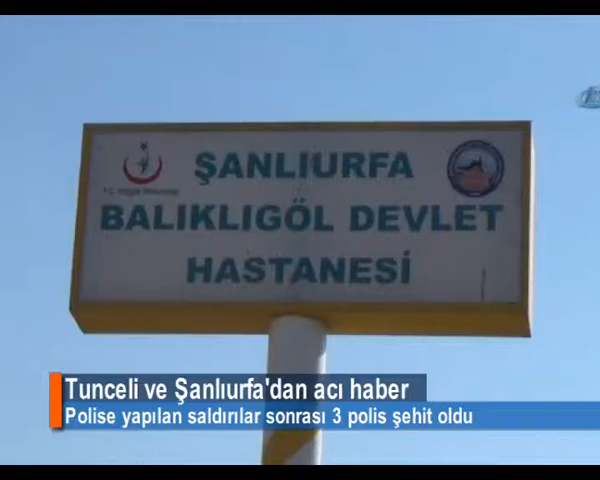 ŞANLIURFA
BALIKLIGÖL DEVLET
HASTANESİ
Tunceli ve Şanlıurfa'dan acı haber
Polise yapılan saldırılar sonrası 3 polis şehit oldu